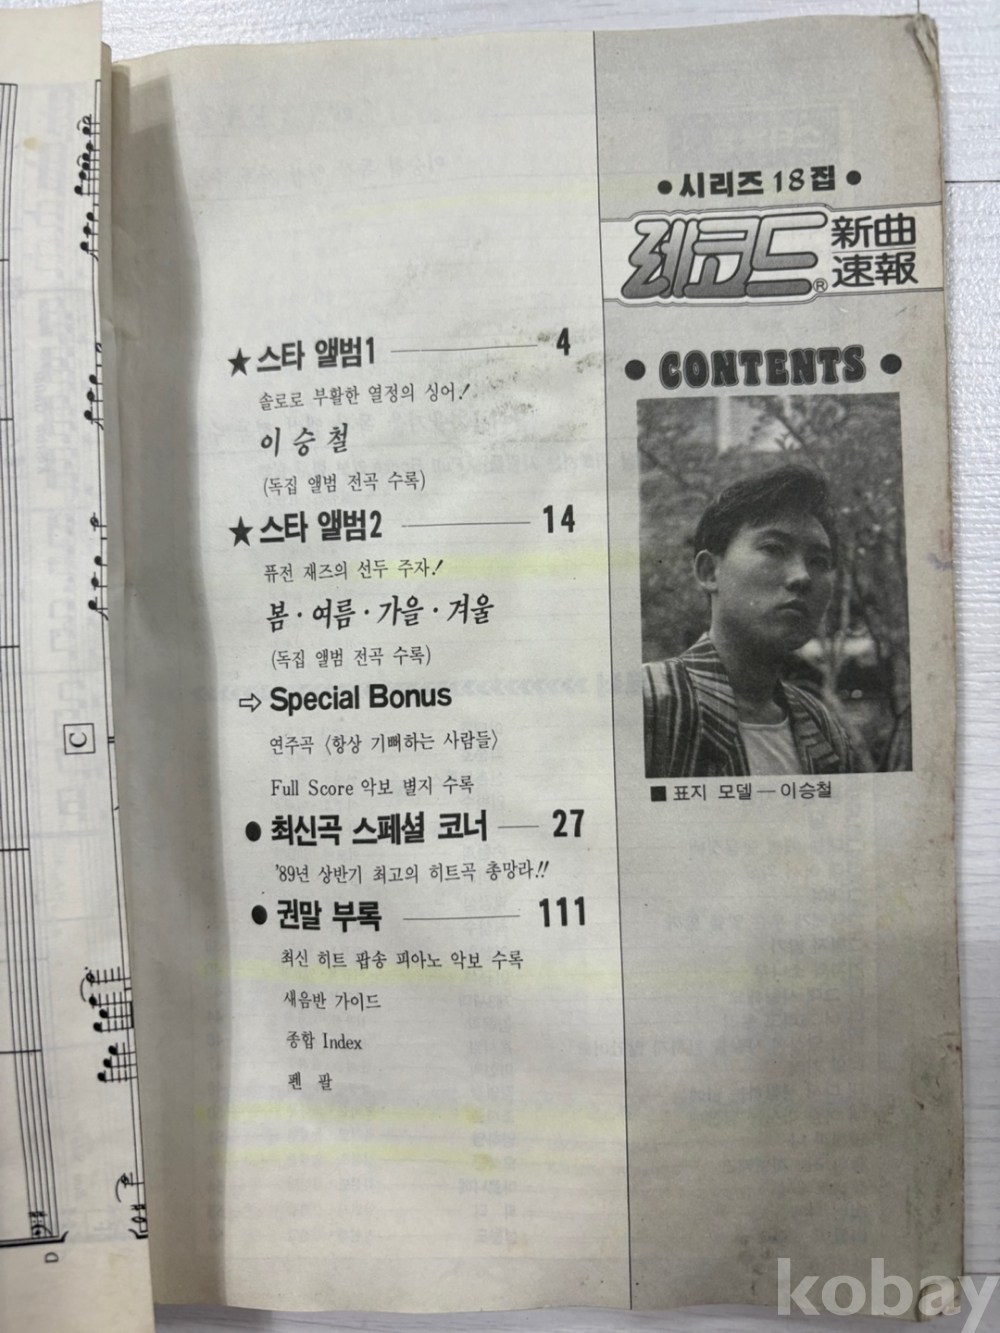 • 시리즈 18집 •
레코드® 新曲速報
• CONTENTS •
■ 표지 모델 — 이승철
★ 스타 앨범1 4
솔로로 부활한 열정의 싱어!
이승철
(독집 앨범 전곡 수록)
★ 스타 앨범2 14
퓨전 재즈의 선두 주자!
봄·여름·가을·겨울
(독집 앨범 전곡 수록)
⇨ Special Bonus
연주곡 〈항상 기뻐하는 사람들〉
Full Score 악보 별지 수록
● 최신곡 스페셜 코너 27
'89년 상반기 최고의 히트곡 총망라!!
● 권말 부록 111
최신 히트 팝송 피아노 악보 수록
새음반 가이드
종합 Index
펜 팔
C
D
kobay